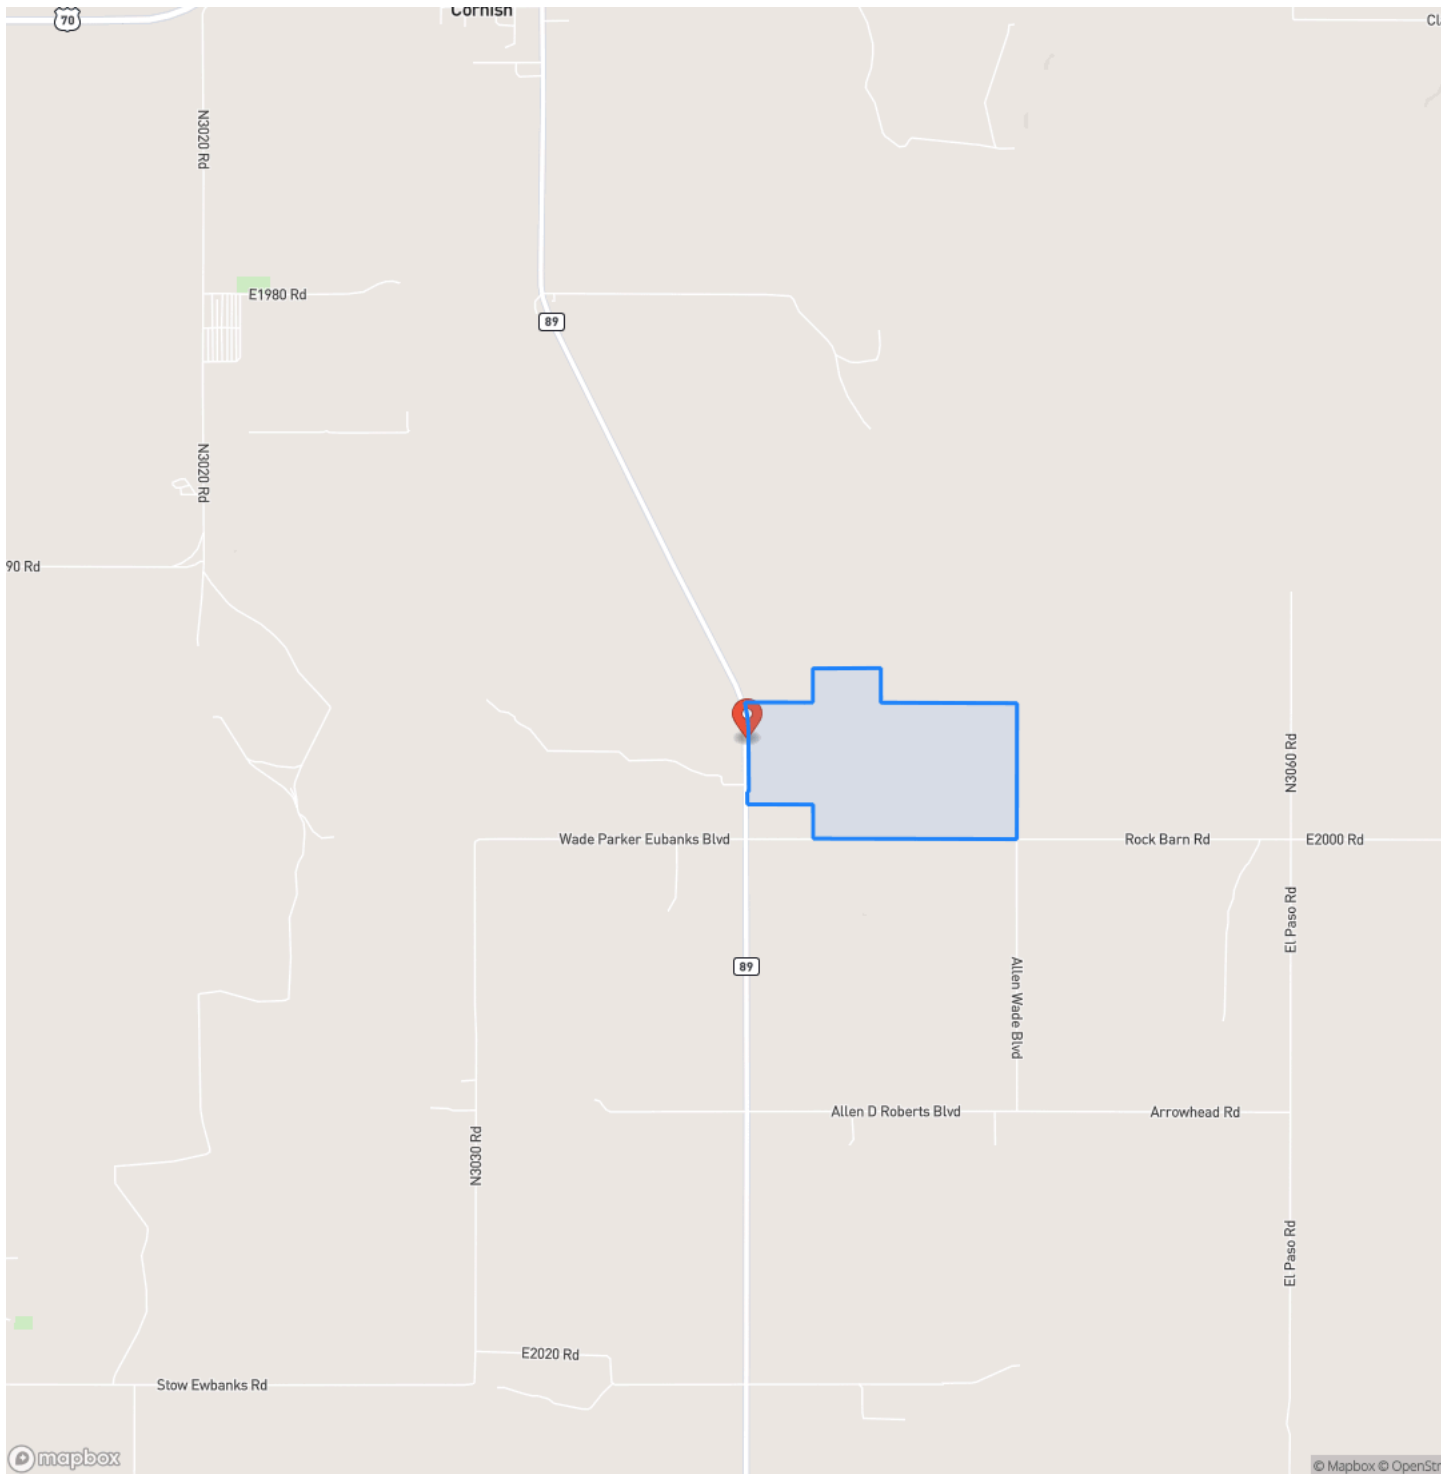 70
Cornish
Cl
N3020 Rd
E1980 Rd
89
N3020 Rd
90 Rd
N3060 Rd
Wade Parker Eubanks Blvd
Rock Barn Rd
E2000 Rd
El Paso Rd
89
Allen Wade Blvd
Allen D Roberts Blvd
Arrowhead Rd
N3030 Rd
El Paso Rd
E2020 Rd
Stow Ewbanks Rd
mapbox
© Mapbox © OpenStr